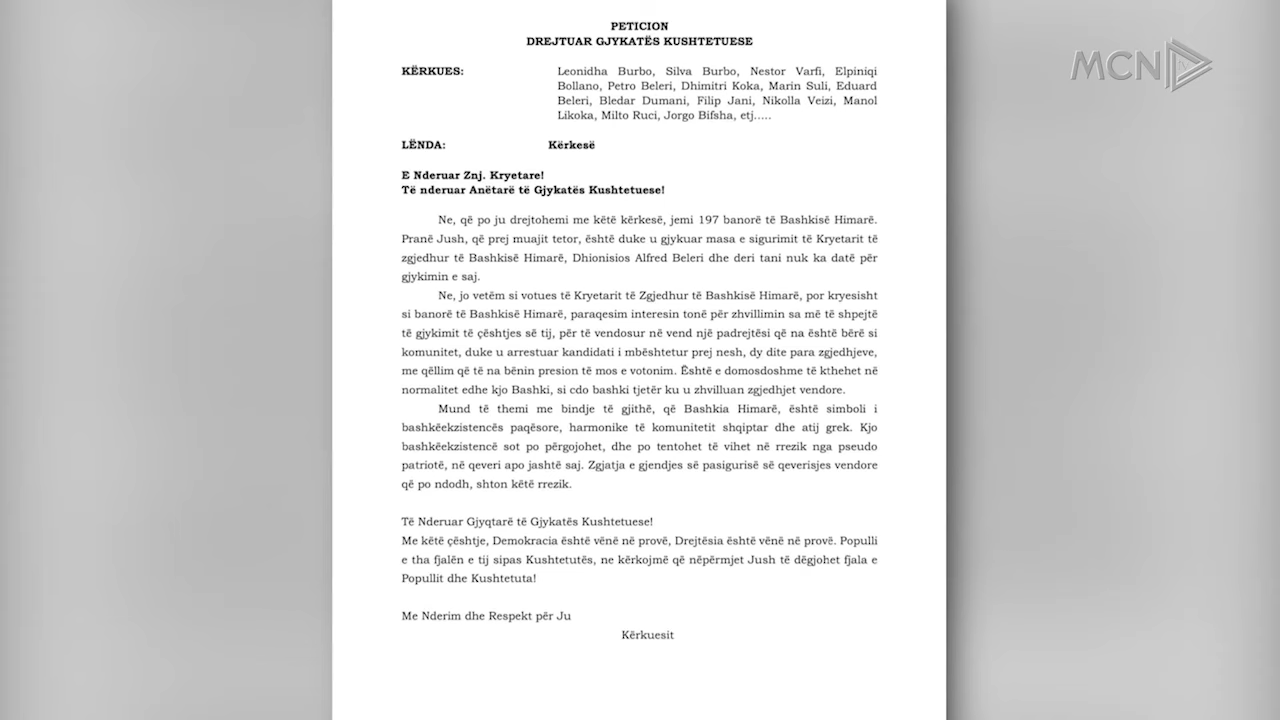 PETICION
DREJTUAR GJYKATËS KUSHTETUESE
MCN
KËRKUES:
Leonidha Burbo, Silva Burbo, Nestor Varfi, Elpiniqi
Bollano, Petro Beleri, Dhimitri Koka, Marin Suli, Eduard
Beleri, Bledar Dumani, Filip Jani, Nikolla Veizi, Manol
Likoka, Milto Ruci, Jorgo Bifsha, etj.....
LËNDA: Kërkesë
E Nderuar Znj. Kryetare!
Të nderuar Anëtarë të Gjykatës Kushtetuese!
Ne, që po ju drejtohemi me këtë kërkesë, jemi 197 banorë të Bashkisë Himarë.
Pranë Jush, që prej muajit tetor, është duke u gjykuar masa e sigurimit të Kryetarit të
zgjedhur të Bashkisë Himarë, Dhionisios Alfred Beleri dhe deri tani nuk ka datë për
gjykimin e saj.
Ne, jo vetëm si votues të Kryetarit të Zgjedhur të Bashkisë Himarë, por kryesisht
si banorë të Bashkisë Himarë, paraqesim interesin tonë për zhvillimin sa më të shpejtë
të gjykimit të çështjes së tij, për të vendosur në vend një padrejtësi që na është bërë si
komunitet, duke u arrestuar kandidati i mbështetur prej nesh, dy dite para zgjedhjeve,
me qëllim që të na bënin presion të mos e votonim. Është e domosdoshme të kthehet në
normalitet edhe kjo Bashki, si cdo bashki tjetër ku u zhvilluan zgjedhjet vendore.
Mund të themi me bindje të gjithë, që Bashkia Himarë, është simboli i
bashkëekzistencës paqësore, harmonike të komunitetit shqiptar dhe atij grek. Kjo
bashkëekzistencë sot po përgojohet, dhe po tentohet të vihet në rrezik nga pseudo
patriotë, në qeveri apo jashtë saj. Zgjatja e gjendjes së pasigurisë së qeverisjes vendore
që po ndodh, shton këtë rrezik.
Të Nderuar Gjyqtarë të Gjykatës Kushtetuese!
Me këtë çështje, Demokracia është vënë në provë, Drejtësia është vënë në provë. Populli
e tha fjalën e tij sipas Kushtetutës, ne kërkojmë që nëpërmjet Jush të dëgjohet fjala e
Popullit dhe Kushtetuta!
Me Nderim dhe Respekt për Ju
Kërkuesit